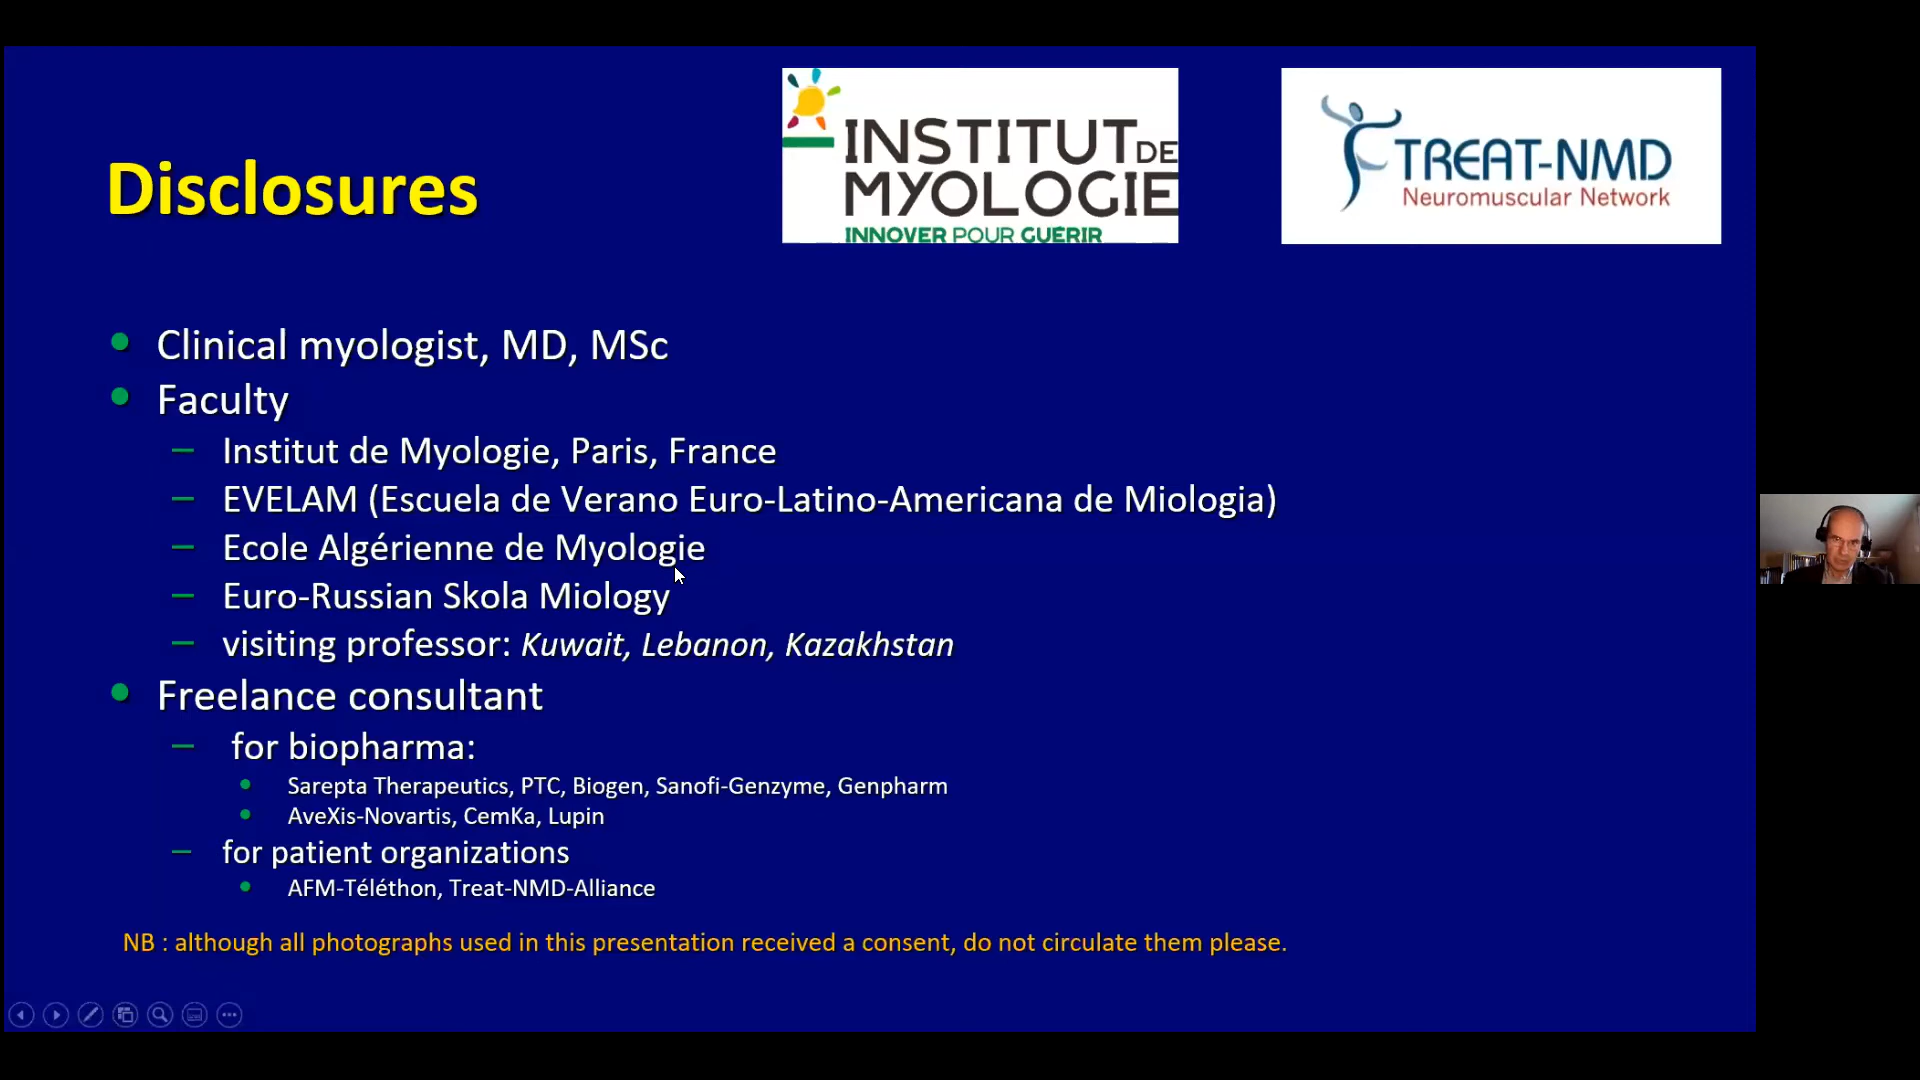 INSTITUT DE
MYOLOGIE
INNOVER POUR GUÉRIR
TREAT-NMD
Neuromuscular Network
Disclosures
Clinical myologist, MD, MSc
Faculty
– Institut de Myologie, Paris, France
– EVELAM (Escuela de Verano Euro-Latino-Americana de Miologia)
– Ecole Algérienne de Myologie
– Euro-Russian Skola Miology
– visiting professor: Kuwait, Lebanon, Kazakhstan
Freelance consultant
– for biopharma:
Sarepta Therapeutics, PTC, Biogen, Sanofi-Genzyme, Genpharm
AveXis-Novartis, CemKa, Lupin
– for patient organizations
AFM-Téléthon, Treat-NMD-Alliance
NB : although all photographs used in this presentation received a consent, do not circulate them please.